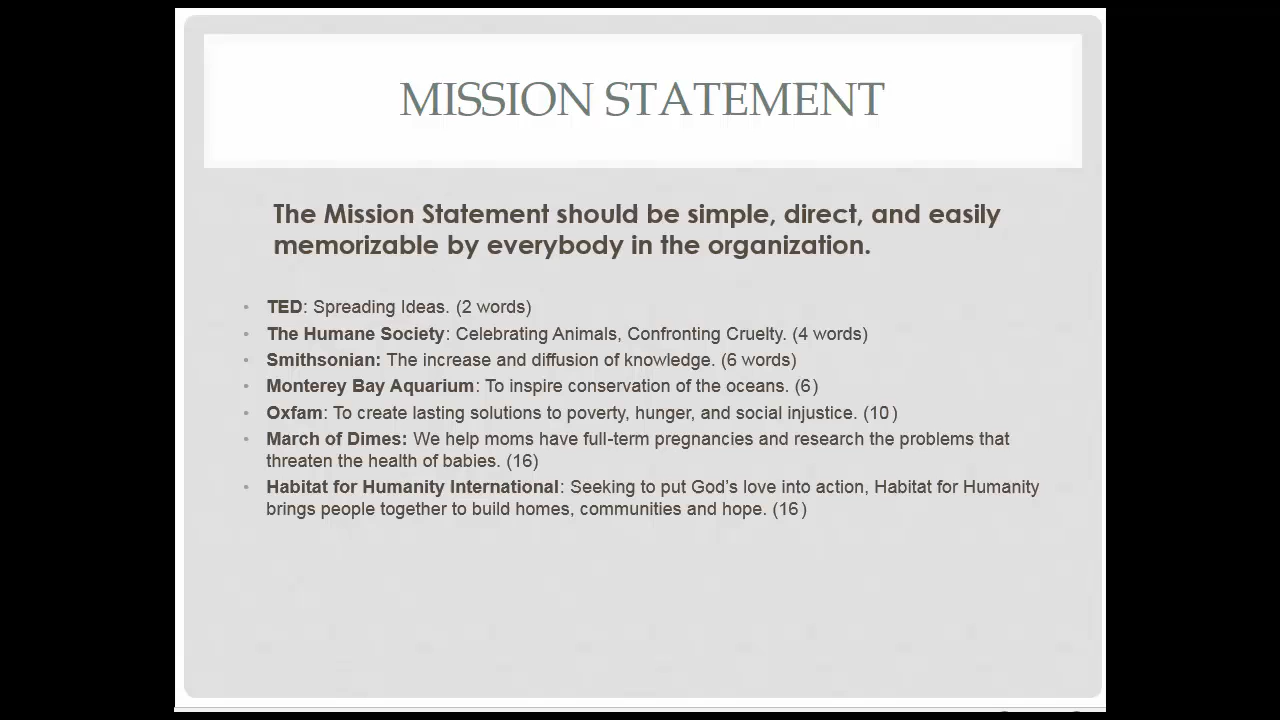 MISSION STATEMENT
The Mission Statement should be simple, direct, and easily
memorizable by everybody in the organization.
• TED: Spreading Ideas. (2 words)
• The Humane Society: Celebrating Animals, Confronting Cruelty. (4 words)
• Smithsonian: The increase and diffusion of knowledge. (6 words)
• Monterey Bay Aquarium: To inspire conservation of the oceans. (6)
• Oxfam: To create lasting solutions to poverty, hunger, and social injustice. (10)
• March of Dimes: We help moms have full-term pregnancies and research the problems that
threaten the health of babies. (16)
• Habitat for Humanity International: Seeking to put God’s love into action, Habitat for Humanity
brings people together to build homes, communities and hope. (16)